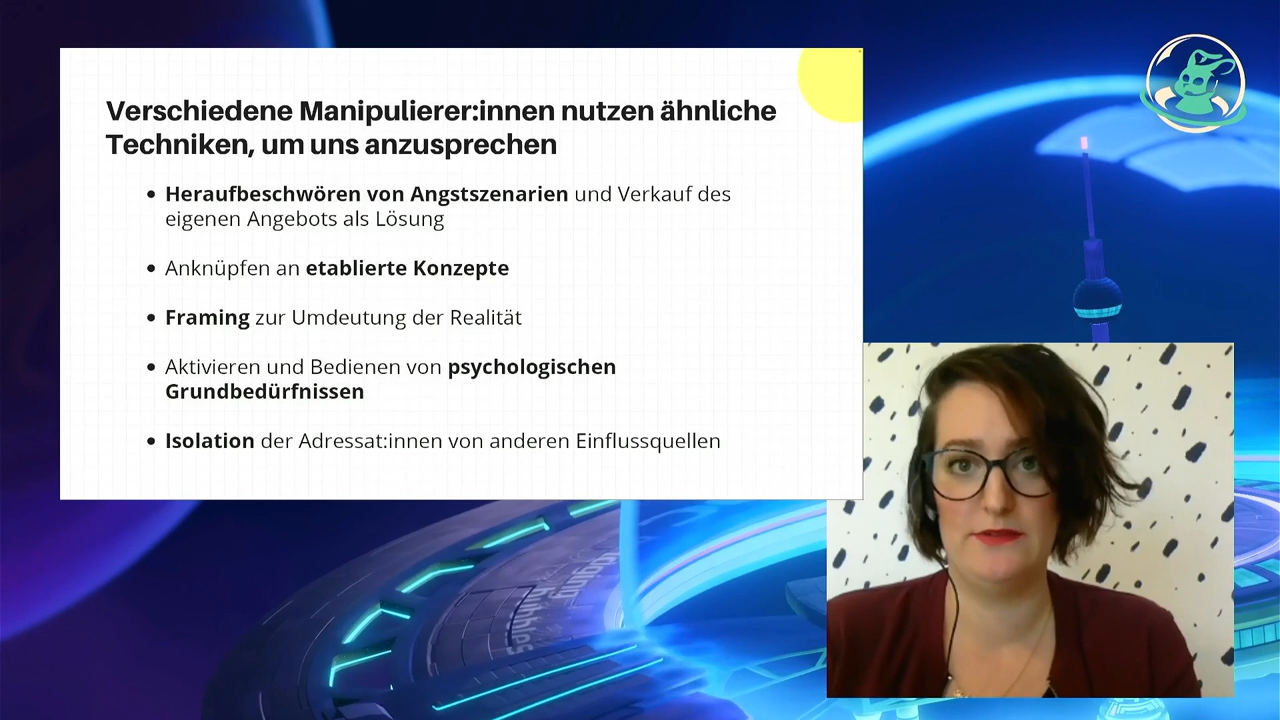 Verschiedene Manipulierer:innen nutzen ähnliche
Techniken, um uns anzusprechen
• Heraufbeschwören von Angstszenarien und Verkauf des
eigenen Angebots als Lösung
• Anknüpfen an etablierte Konzepte
• Framing zur Umdeutung der Realität
• Aktivieren und Bedienen von psychologischen
Grundbedürfnissen
• Isolation der Adressat:innen von anderen Einflussquellen